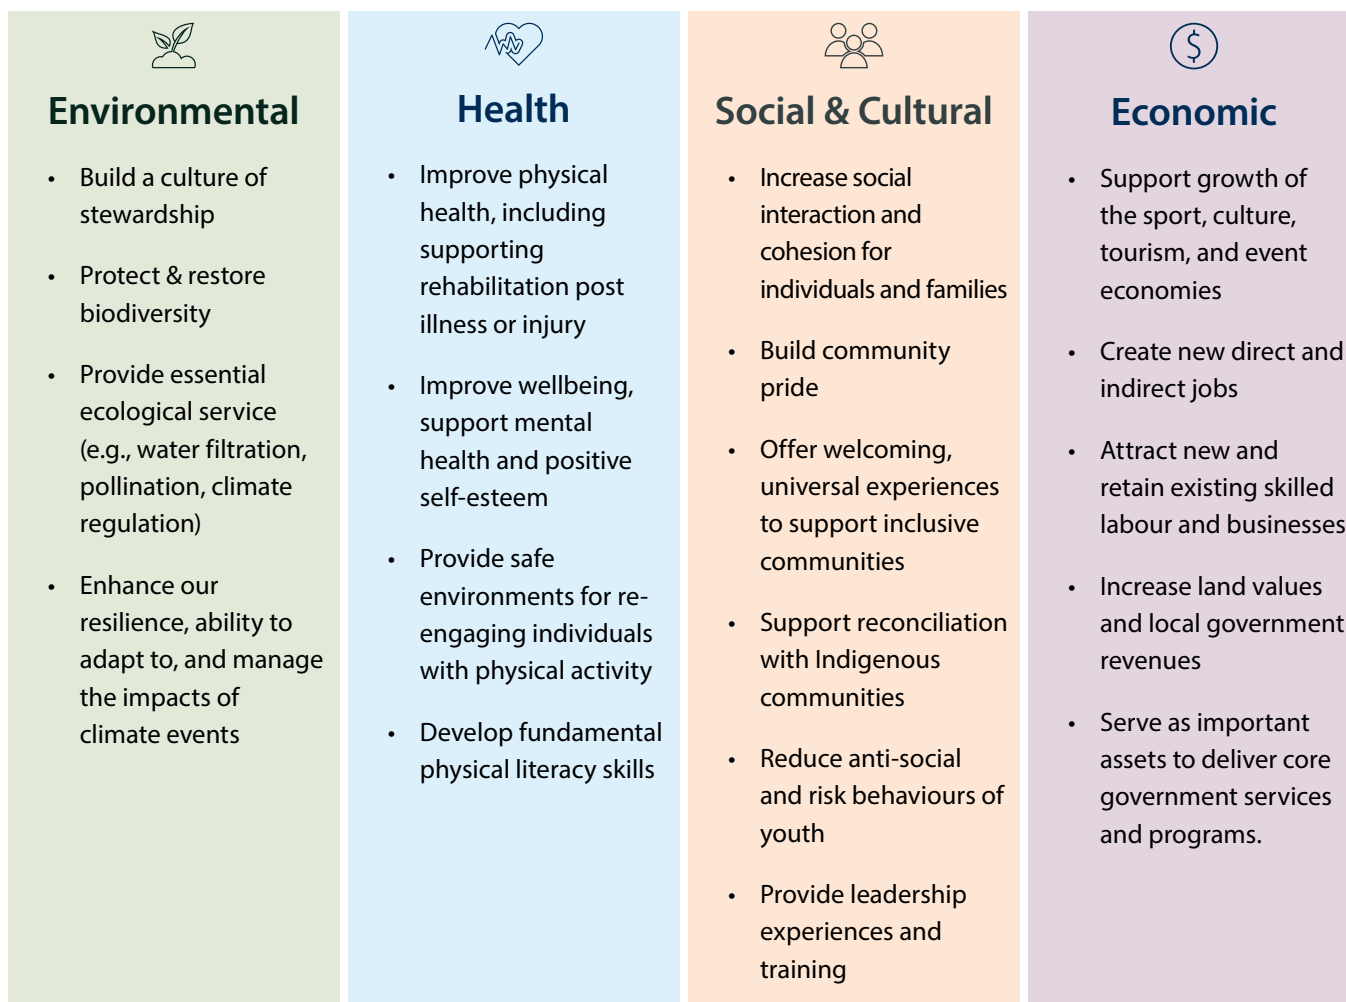 Environmental
• Build a culture of
stewardship
• Protect & restore
biodiversity
• Provide essential
ecological service
(e.g., water filtration,
pollination, climate
regulation)
• Enhance our
resilience, ability to
adapt to, and manage
the impacts of
climate events
Health
• Improve physical
health, including
supporting
rehabilitation post
illness or injury
• Improve wellbeing,
support mental
health and positive
self-esteem
• Provide safe
environments for re-
engaging individuals
with physical activity
• Develop fundamental
physical literacy skills
Social & Cultural
• Increase social
interaction and
cohesion for
individuals and families
• Build community
pride
• Offer welcoming,
universal experiences
to support inclusive
communities
• Support reconciliation
with Indigenous
communities
• Reduce anti-social
and risk behaviours of
youth
• Provide leadership
experiences and
training
$
Economic
• Support growth of
the sport, culture,
tourism, and event
economies
• Create new direct and
indirect jobs
• Attract new and
retain existing skilled
labour and businesses
• Increase land values
and local government
revenues
• Serve as important
assets to deliver core
government services
and programs.